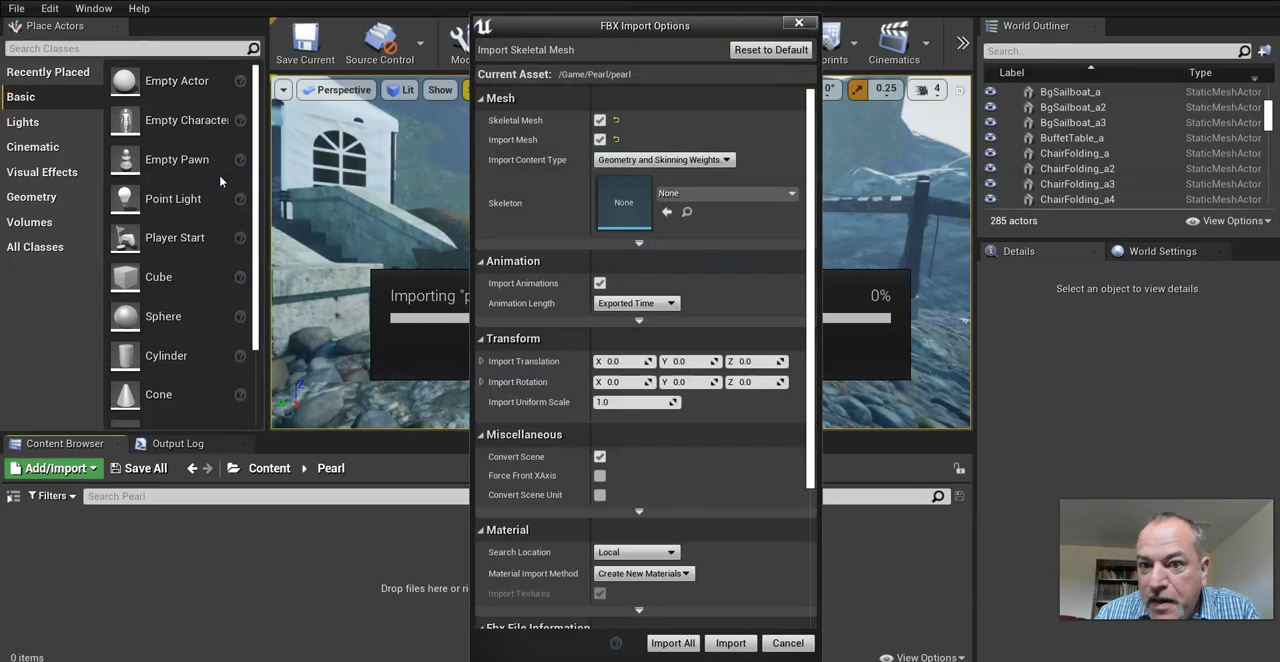 File Edit Window Help
Place Actors
Search Classes
Recently Placed
Basic
Lights
Cinematic
Visual Effects
Geometry
Volumes
All Classes
Empty Actor
Empty Character
Empty Pawn
Point Light
Player Start
Cube
Sphere
Cylinder
Cone
Save Current
Source Control
Cinematics
Perspective
Lit
Show
0°
0.25
4
Importing "p
0%
FBX Import Options
Import Skeletal Mesh
Reset to Default
Current Asset: /Game/Pearl/pearl
Mesh
Skeletal Mesh
Import Mesh
Import Content Type Geometry and Skinning Weights.
Skeleton None None
Animation
Import Animations
Animation Length Exported Time
Transform
Import Translation X 0.0 Y 0.0 Z 0.0
Import Rotation X 0.0 Y 0.0 Z 0.0
Import Uniform Scale 1.0
Miscellaneous
Convert Scene
Force Front XAxis
Convert Scene Unit
Material
Search Location Local
Material Import Method Create New Materials
Import Textures
Fbx File Information
Import All Import Cancel
World Outliner
Search...
Label Type
BgSailboat_a StaticMeshActor
BgSailboat_a2 StaticMeshActor
BgSailboat_a3 StaticMeshActor
BuffetTable_a StaticMeshActor
ChairFolding_a StaticMeshActor
ChairFolding_a2 StaticMeshActor
ChairFolding_a3 StaticMeshActor
ChairFolding_a4 StaticMeshActor
285 actors View Options
Details World Settings
Select an object to view details.
Content Browser Output Log
Add/Import Save All Content Pearl
Filters Search Pearl
Drop files here or ri
0 items View Options